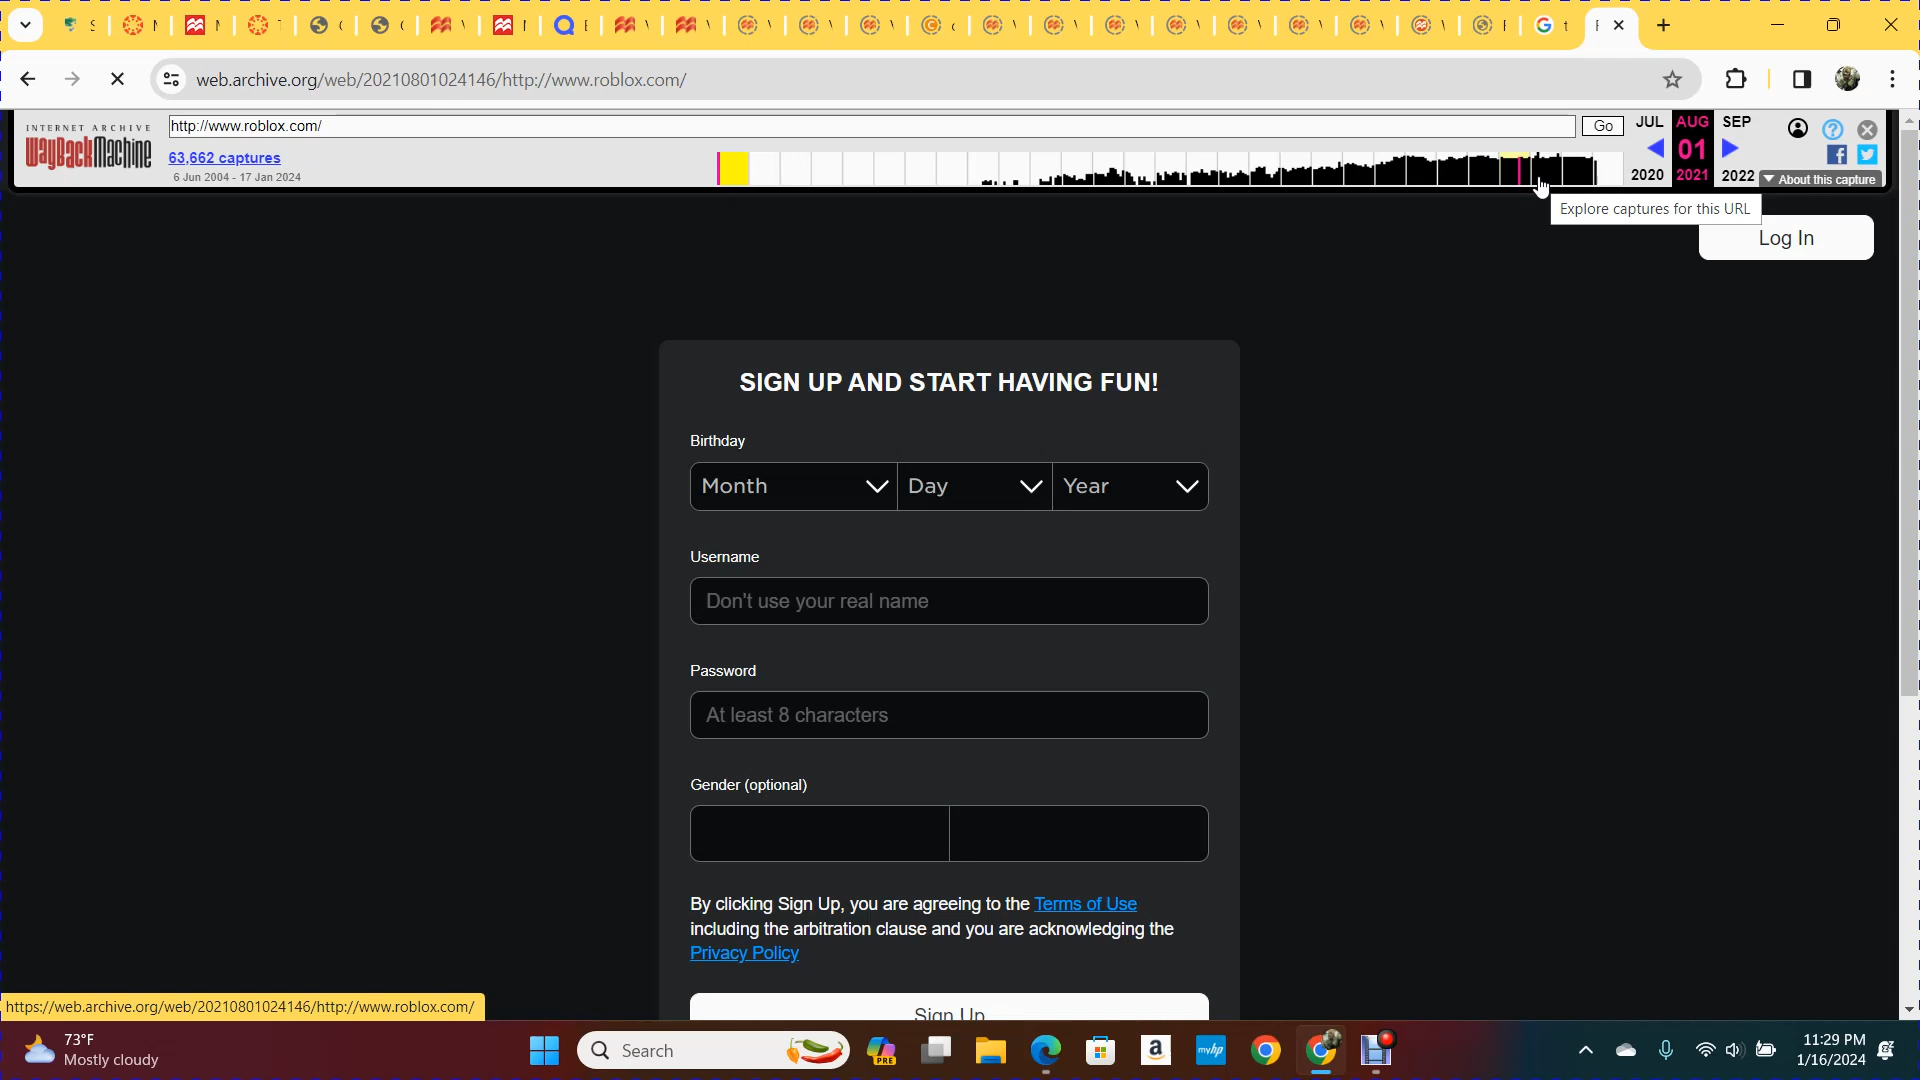 web.archive.org/web/20210801024146/http://www.roblox.com/
INTERNET ARCHIVE
WayBackMachine
http://www.roblox.com/
Go
63,662 captures
6 Jun 2004 - 17 Jan 2024
JUL AUG SEP
01
2020 2021 2022
About this capture
Explore captures for this URL
Log In
SIGN UP AND START HAVING FUN!
Birthday
Month Day Year
Username
Don't use your real name
Password
At least 8 characters
Gender (optional)
By clicking Sign Up, you are agreeing to the Terms of Use
including the arbitration clause and you are acknowledging the
Privacy Policy
Sign Up
https://web.archive.org/web/20210801024146/http://www.roblox.com/
73°F
Mostly cloudy
Search
PRE
a
myhp
11:29 PM
1/16/2024